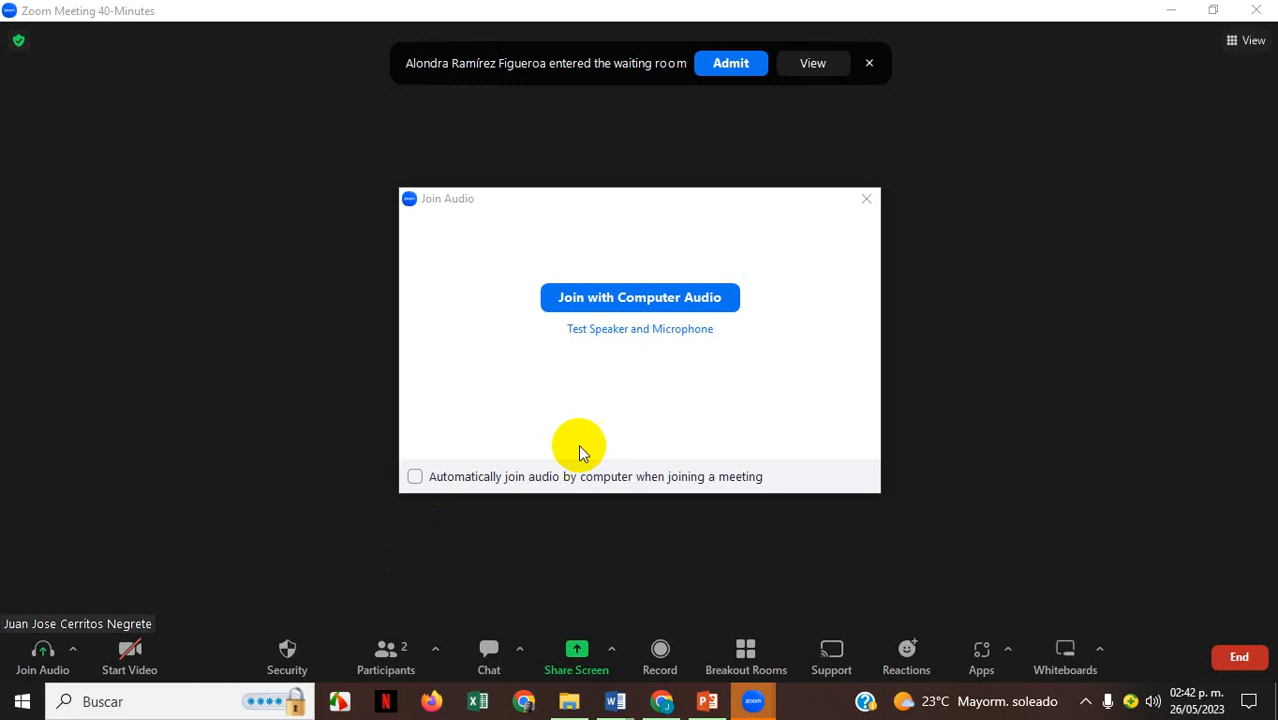 Zoom Meeting 40-Minutes
View
Alondra Ramírez Figueroa entered the waiting room
Admit
View
zoom Join Audio
Join with Computer Audio
Test Speaker and Microphone
Automatically join audio by computer when joining a meeting
Juan Jose Cerritos Negrete
Join Audio
Start Video
Security
Participants 2
Chat
Share Screen
Record
Breakout Rooms
Support
Reactions
Apps
Whiteboards
End
Buscar
23°C Mayorm. soleado
02:42 p. m.
26/05/2023